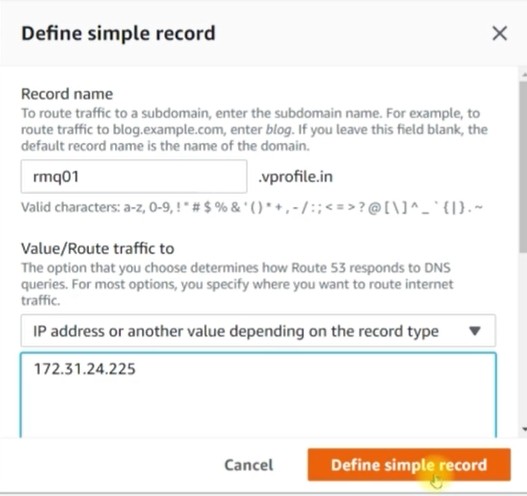 Define simple record
Record name
To route traffic to a subdomain, enter the subdomain name. For example, to
route traffic to blog.example.com, enter blog. If you leave this field blank, the
default record name is the name of the domain.
rmq01 .vprofile.in
Valid characters: a-z, 0-9, ! " # $ % & ' ( ) * + , - / : ; < = > ? @ [ \ ] ^ _ ` { | } . ~
Value/Route traffic to
The option that you choose determines how Route 53 responds to DNS
queries. For most options, you specify where you want to route internet
traffic.
IP address or another value depending on the record type
172.31.24.225
Cancel Define simple record